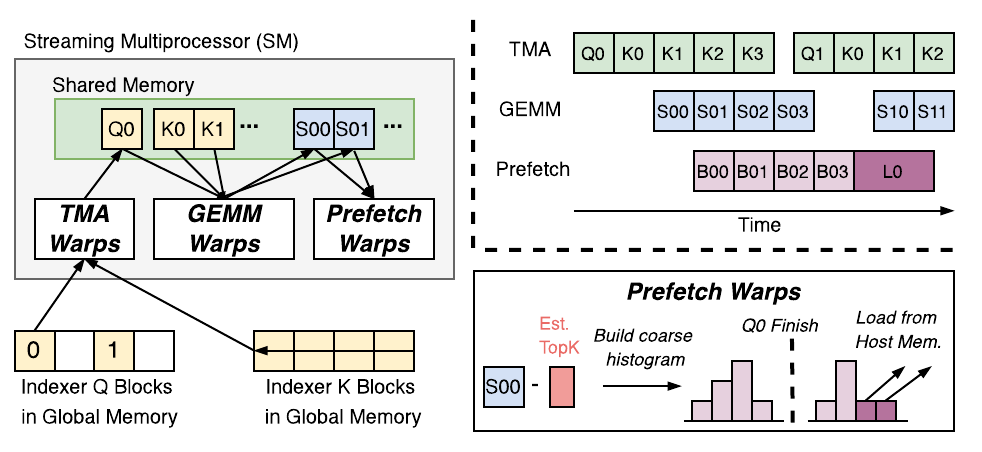 Streaming Multiprocessor (SM)
Shared Memory
Q0 K0 K1 ... S00 S01 ...
TMA
Warps
GEMM
Warps
Prefetch
Warps
0 1
Indexer Q Blocks
in Global Memory
Indexer K Blocks
in Global Memory
TMA Q0 K0 K1 K2 K3 Q1 K0 K1 K2
GEMM S00 S01 S02 S03 S10 S11
Prefetch B00 B01 B02 B03 L0
Time
Prefetch Warps
S00 -
Est.
TopK
Build coarse
histogram
Q0 Finish
Load from
Host Mem.